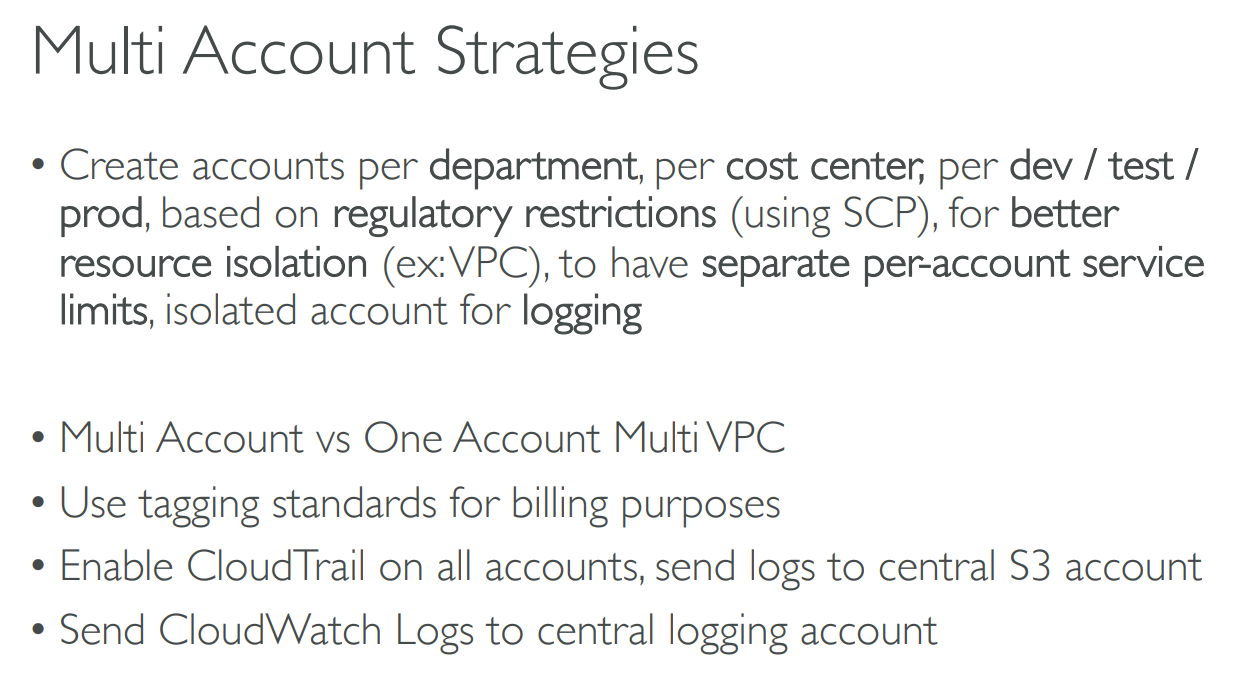 Multi Account Strategies
• Create accounts per department, per cost center, per dev / test /
prod, based on regulatory restrictions (using SCP), for better
resource isolation (ex: VPC), to have separate per-account service
limits, isolated account for logging
• Multi Account vs One Account Multi VPC
• Use tagging standards for billing purposes
• Enable CloudTrail on all accounts, send logs to central S3 account
• Send CloudWatch Logs to central logging account